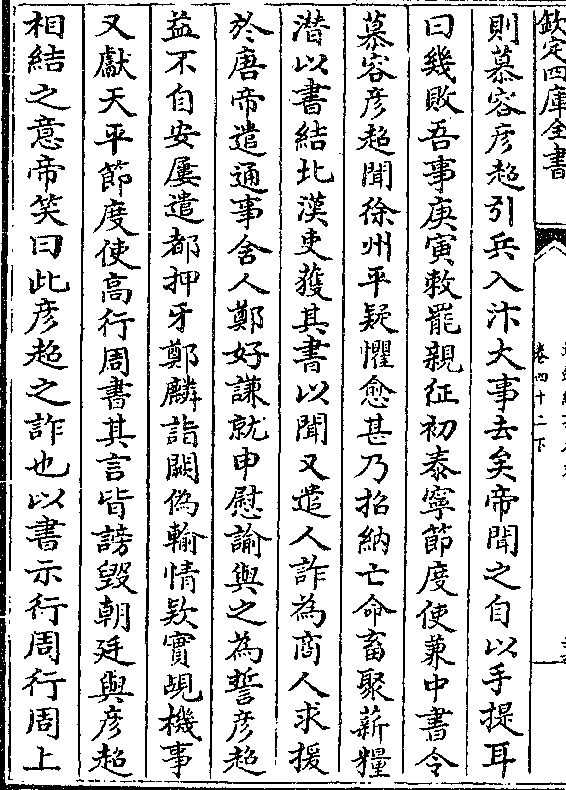 欽定四庫全書
卷四十二下
則慕容彦超引兵入汴大事去矣帝聞之自以手提耳
曰幾敗吾事庚寅敕罷親征初泰寧節度使兼中書令
慕容彦超聞徐州平疑懼愈甚乃招納亡命畜聚薪糧
潜以書結北漢吏獲其書以聞又遣人詐為商人求援
於唐帝遣通事舍人鄭好謙就申慰諭與之為誓彦超
益不自安屢遣都押牙鄭麟詣闕偽輸情欵實覘機事
又獻天平節度使高行周書其言皆謗毀朝廷與彦超
相結之意帝笑曰此彦超之詐也以書示行周行周上